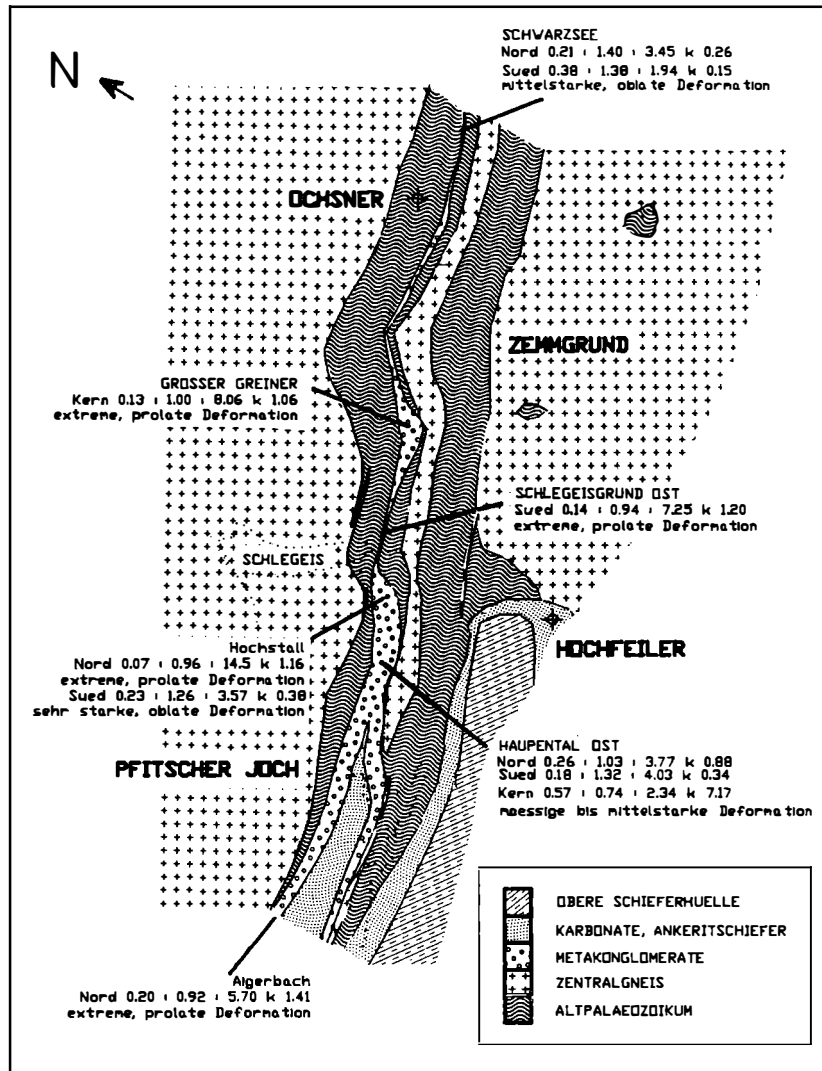 SCHWARZSEE
Nord 0.21 : 1.40 : 3.45 k 0.26
Sued 0.38 : 1.38 : 1.94 k 0.15
mittelstarke, oblate Deformation
N
OCHSNER
ZEMMGRUND
GROSSER GREINER
Kern 0.13 : 1.00 : 8.06 k 1.06
extreme, prolate Deformation
SCHLEGEISGRUND OST
Sued 0.14 : 0.94 : 7.25 k 1.20
extreme, prolate Deformation
SCHLEGEIS
Hochstall
Nord 0.07 : 0.96 : 14.5 k 1.16
extreme, prolate Deformation
Sued 0.23 : 1.26 : 3.57 k 0.38
sehr starke, oblate Deformation
HOCHFEILER
HAUPENTAL OST
Nord 0.26 : 1.03 : 3.77 k 0.88
Sued 0.18 : 1.32 : 4.03 k 0.34
Kern 0.57 : 0.74 : 2.34 k 7.17
maessige bis mittelstarke Deformation
PFITSCHER JOCH
OBERE SCHIEFERHUELLE
KARBONATE, ANKERITSCHIEFER
METAKONGLOMERATE
ZENTRALGNEIS
ALTPALAEOZOIKUM
Aigerbach
Nord 0.20 : 0.92 : 5.70 k 1.41
extreme, prolate Deformation